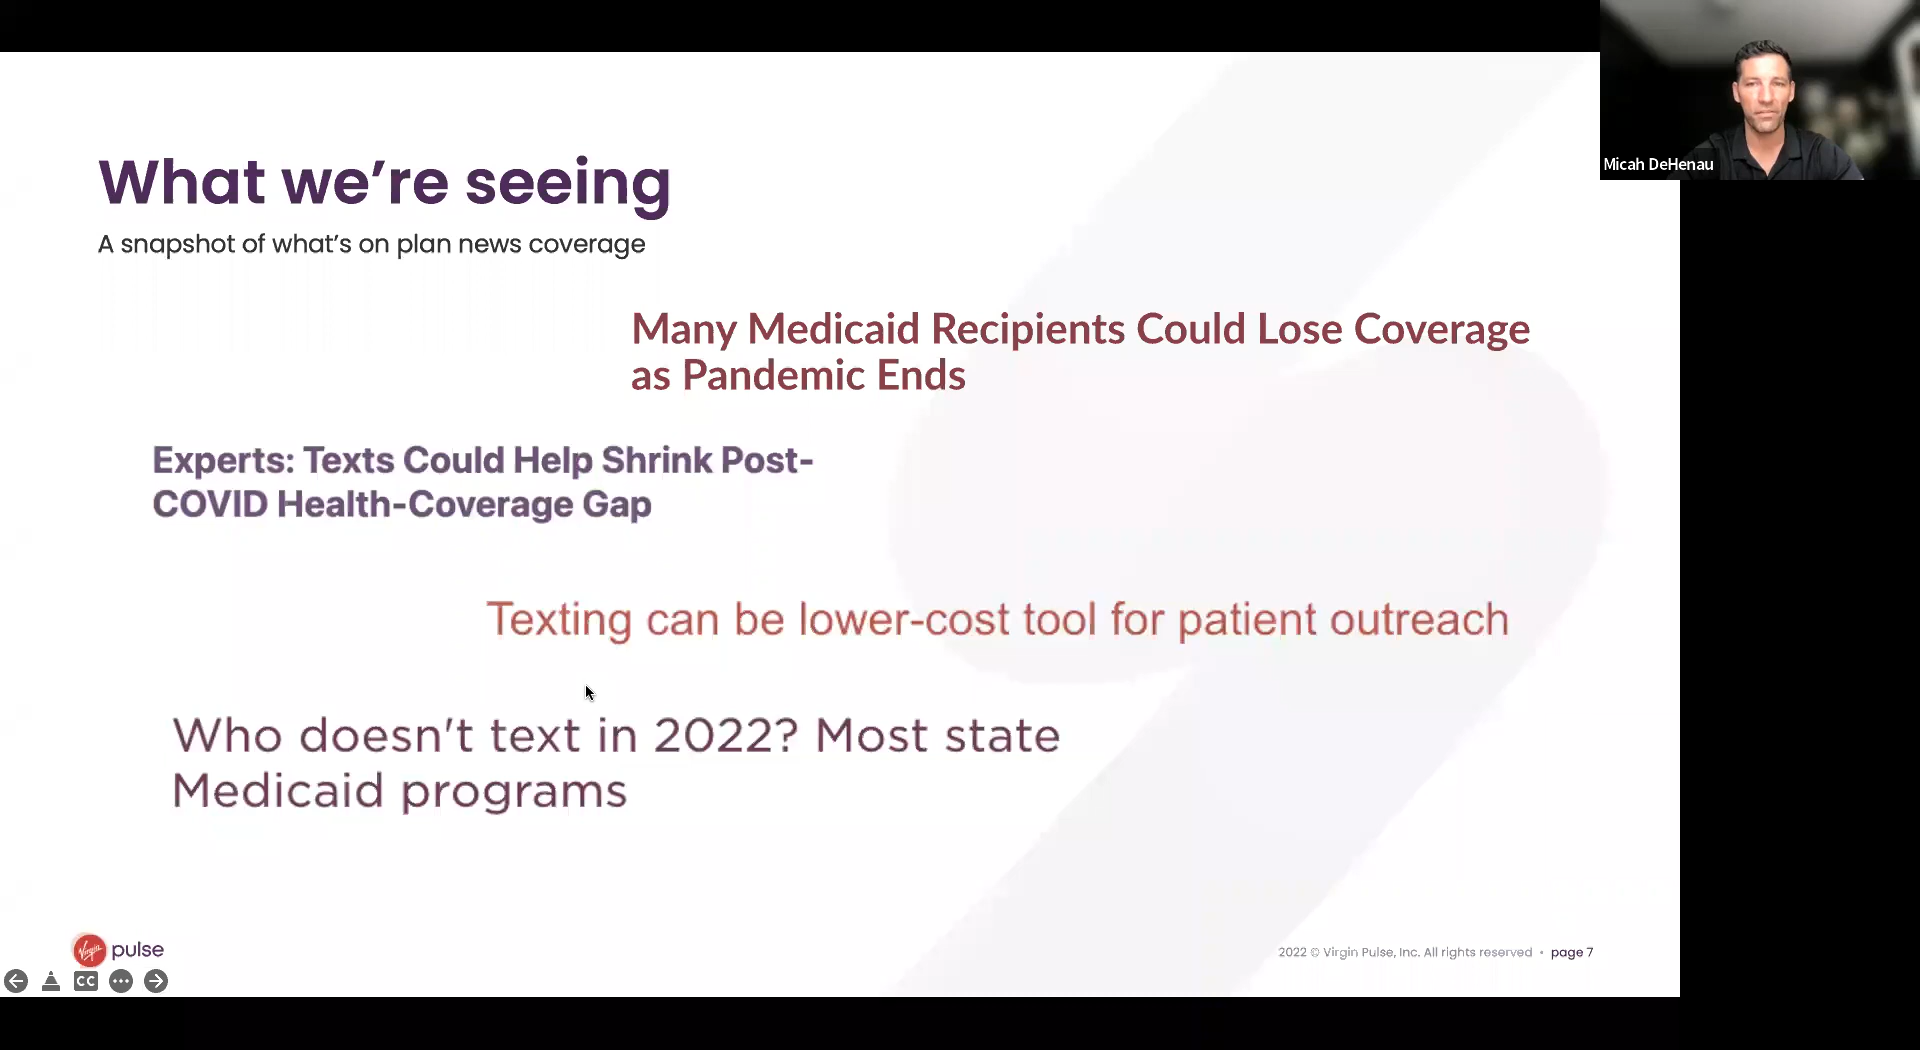 Micah DeHenau
What we're seeing
A snapshot of what's on plan news coverage
Many Medicaid Recipients Could Lose Coverage
as Pandemic Ends
Experts: Texts Could Help Shrink Post-
COVID Health-Coverage Gap
Texting can be lower-cost tool for patient outreach
Who doesn't text in 2022? Most state
Medicaid programs
Virgin pulse
2022 © Virgin Pulse, Inc. All rights reserved • page 7
CC